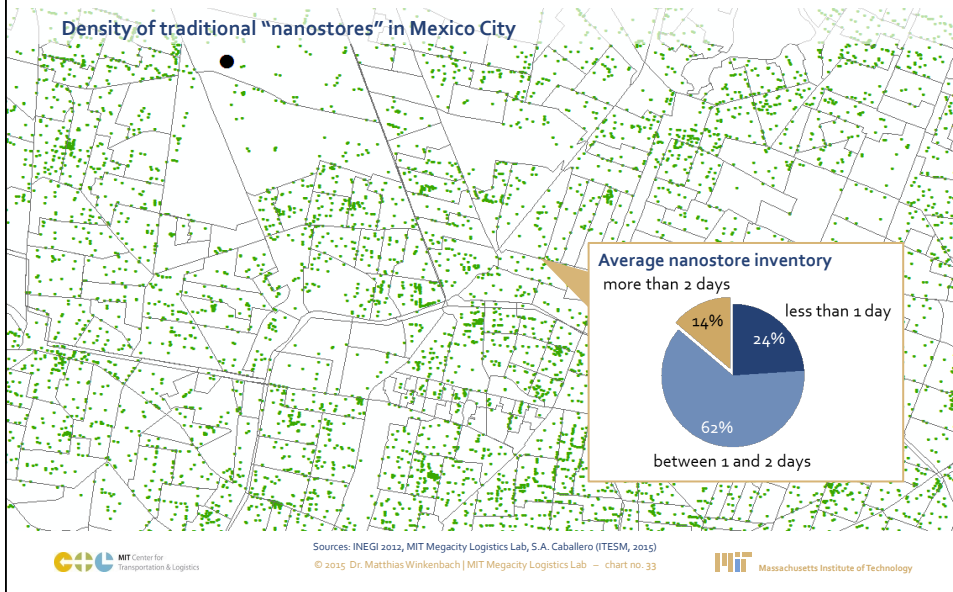 Density of traditional “nanostores” in Mexico City
Average nanostore inventory
more than 2 days
less than 1 day
14%
24%
62%
between 1 and 2 days
Sources: INEGI 2012, MIT Megacity Logistics Lab, S.A. Caballero (ITESM, 2015)
© 2015 Dr. Matthias Winkenbach | MIT Megacity Logistics Lab – chart no. 33
MIT Center for
Transportation & Logistics
Massachusetts Institute of Technology